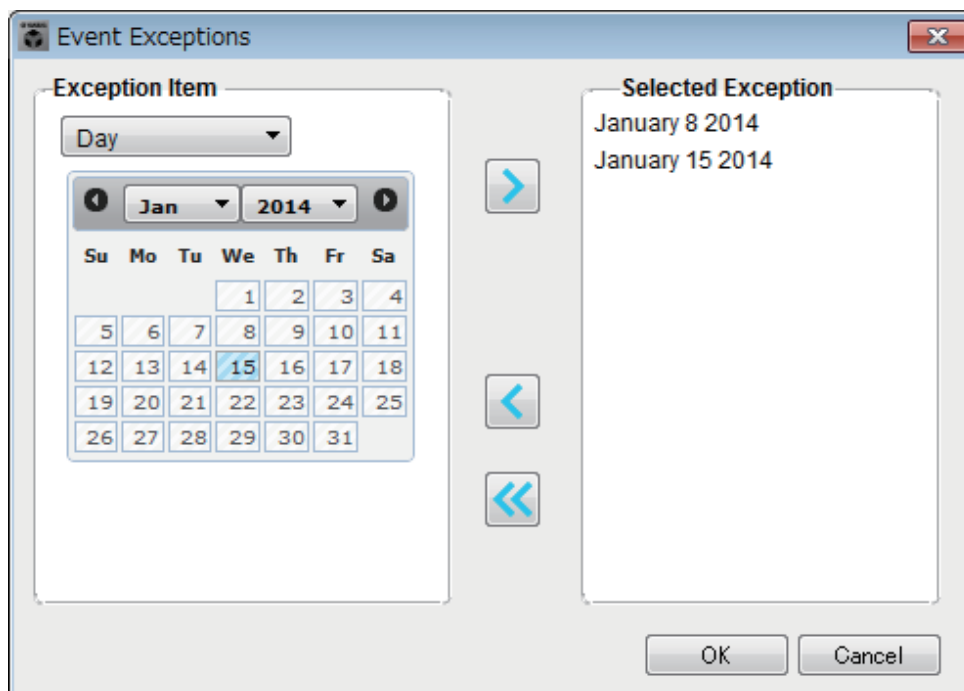 Event Exceptions
Exception Item
Day
Jan 2014
Su Mo Tu We Th Fr Sa
1 2 3 4
5 6 7 8 9 10 11
12 13 14 15 16 17 18
19 20 21 22 23 24 25
26 27 28 29 30 31
Selected Exception
January 8 2014
January 15 2014
OK Cancel